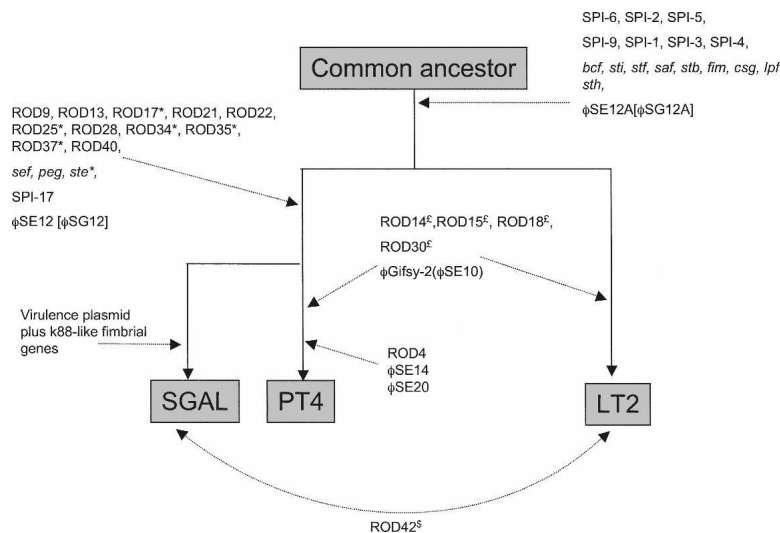 SPI-6, SPI-2, SPI-5,
SPI-9, SPI-1, SPI-3, SPI-4,
bcf, sti, stf, saf, stb, fim, csg, lpf
sth,
ϕSE12A[ϕSG12A]
Common ancestor
ROD9, ROD13, ROD17*, ROD21, ROD22,
ROD25*, ROD28, ROD34*, ROD35*,
ROD37*, ROD40,
sef, peg, ste*,
SPI-17
ϕSE12 [ϕSG12]
ROD14£,ROD15£, ROD18£,
ROD30£
ϕGifsy-2(ϕSE10)
Virulence plasmid
plus k88-like fimbrial
genes
ROD4
ϕSE14
ϕSE20
SGAL
PT4
LT2
ROD42$